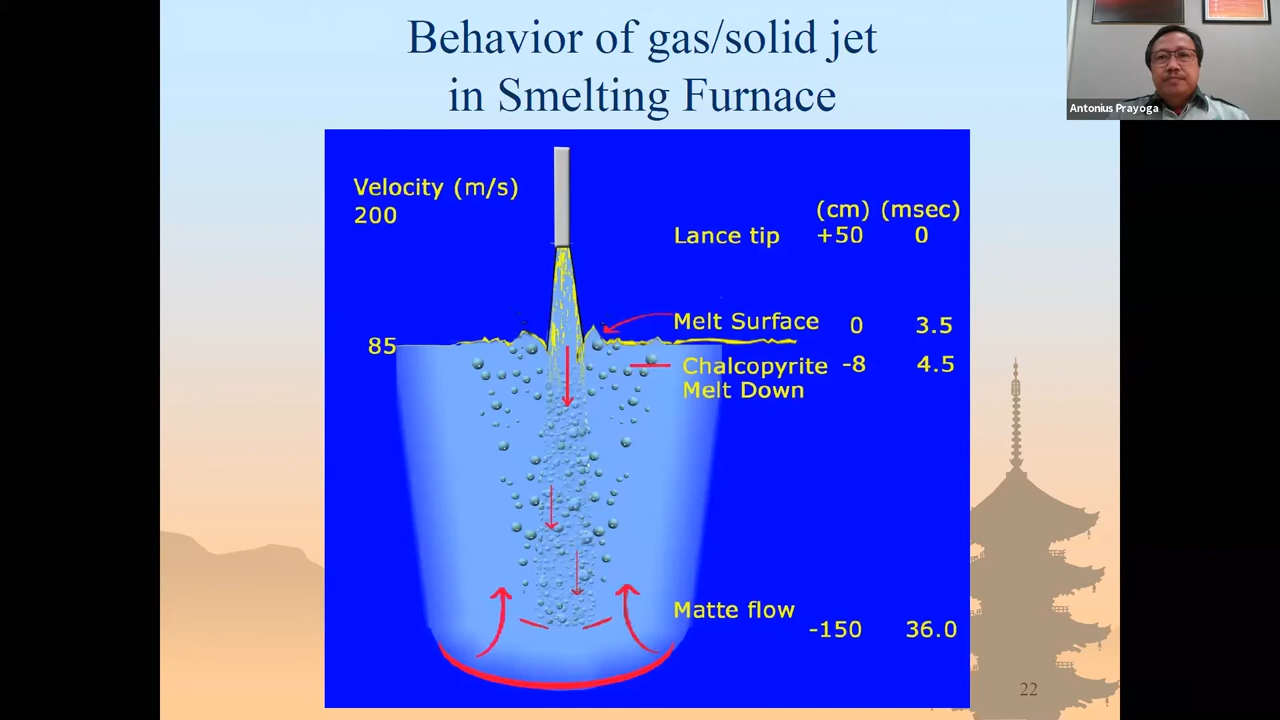 Behavior of gas/solid jet
in Smelting Furnace
Antonius Prayoga
Velocity (m/s)
200
(cm) (msec)
Lance tip +50 0
Melt Surface 0 3.5
85
Chalcopyrite -8 4.5
Melt Down
Matte flow
-150 36.0
22